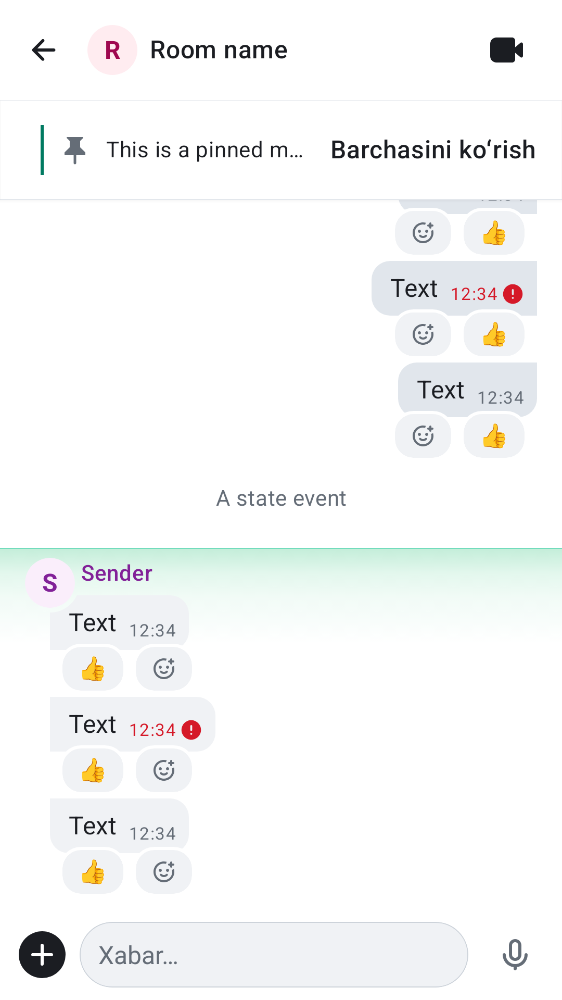 R Room name
This is a pinned m… Barchasini koʻrish
Text 12:34
Text 12:34
A state event
S Sender
Text 12:34
Text 12:34
Text 12:34
Xabar…